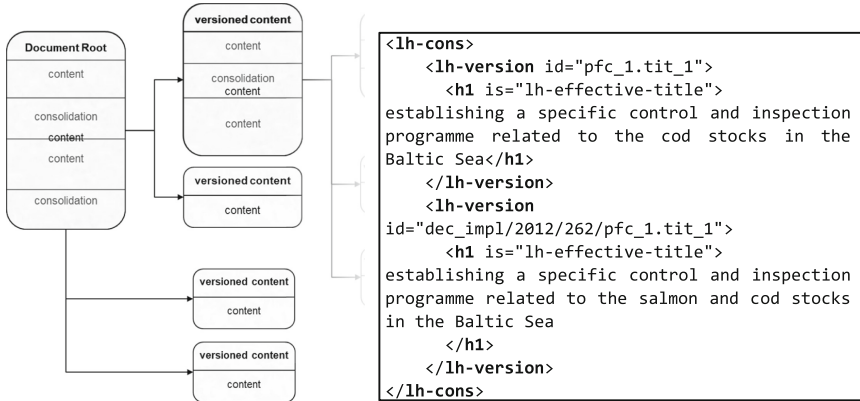 Document Root
content
consolidation
content
content
consolidation
versioned content
content
consolidation
content
content
versioned content
content
versioned content
content
versioned content
content
<lh-cons>
<lh-version id="pfc_1.tit_1">
<h1 is="lh-effective-title">
establishing a specific control and inspection
programme related to the cod stocks in the
Baltic Sea</h1>
</lh-version>
<lh-version
id="dec_impl/2012/262/pfc_1.tit_1">
<h1 is="lh-effective-title">
establishing a specific control and inspection
programme related to the salmon and cod stocks
in the Baltic Sea
</h1>
</lh-version>
</lh-cons>